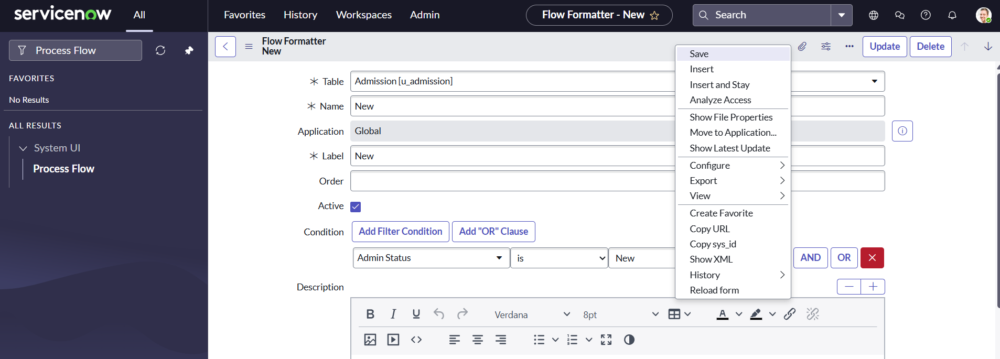 servicenow
All
Favorites
History
Workspaces
Admin
Flow Formatter - New
Search
Process Flow
FAVORITES
No Results
ALL RESULTS
System UI
Process Flow
Flow Formatter
New
Update
Delete
Table
Admission [u_admission]
Name
New
Application
Global
Label
New
Order
Active
Condition
Add Filter Condition
Add "OR" Clause
Admin Status
is
New
AND
OR
Description
Save
Insert
Insert and Stay
Analyze Access
Show File Properties
Move to Application...
Show Latest Update
Configure
Export
View
Create Favorite
Copy URL
Copy sys_id
Show XML
History
Reload form
B I U
Verdana
8pt
A